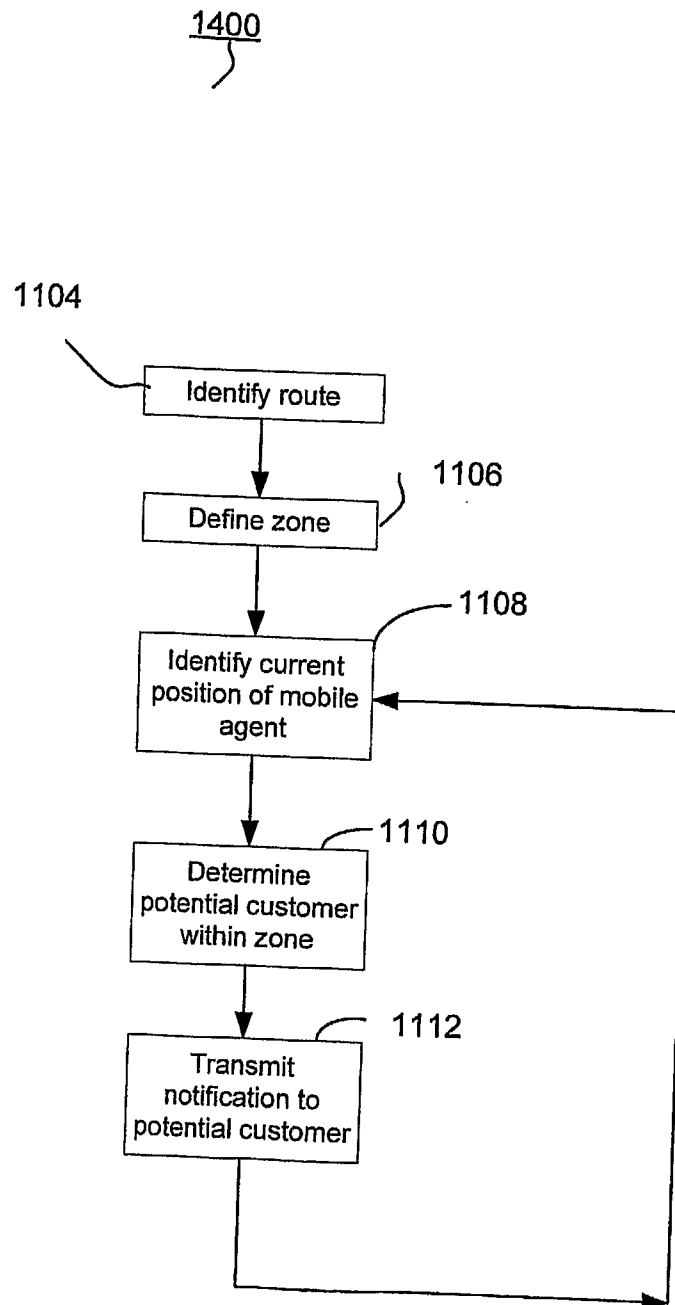 1400
1104
Identify route
1106
Define zone
1108
Identify current
position of mobile
agent
1110
Determine
potential customer
within zone
1112
Transmit
notification to
potential customer